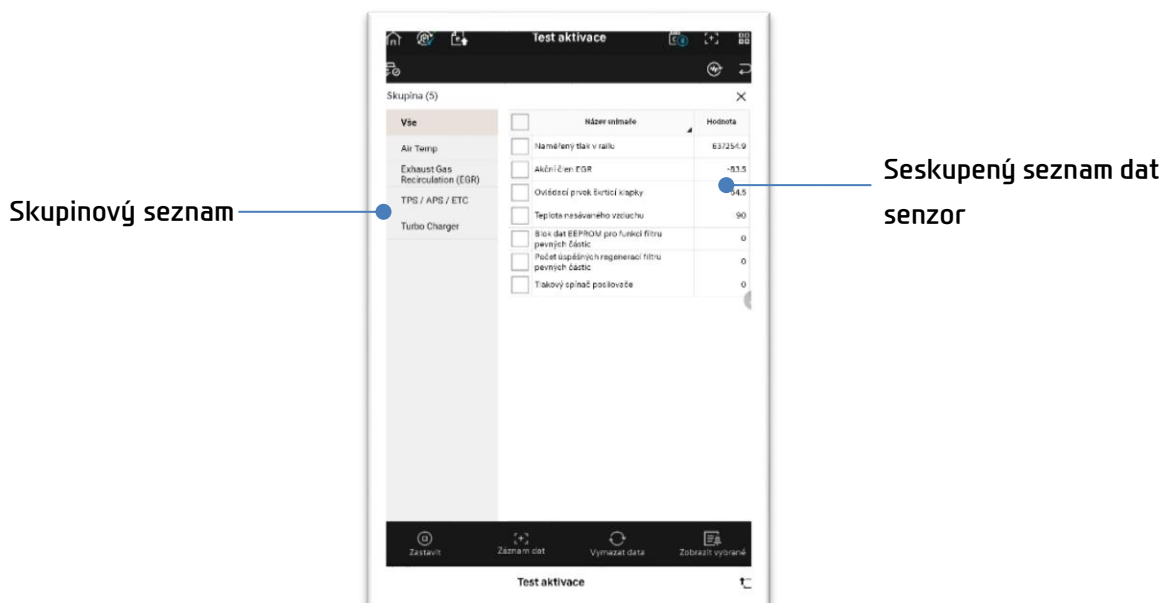 Test aktivace
Skupina (5)
Vše
Název snímače
Hodnota
Air Temp
Exhaust Gas
Recirculation (EGR)
TPS / APS / ETC
Turbo Charger
Naměřený tlak v railu
637254.9
Akční člen EGR
-83.5
Ovládací prvek škrticí klapky
Teplota nasávaného vzduchu
90
Blok dat EEPROM pro funkci filtru
pevných částic
0
Počet úspěšných regenerací filtru
pevných částic
0
Tlakový spínač posilovače
0
Skupinový seznam
Seskupený seznam dat
senzor
Zastavit
Záznam dat
Vymazat data
Zobrazit vybrané
Test aktivace